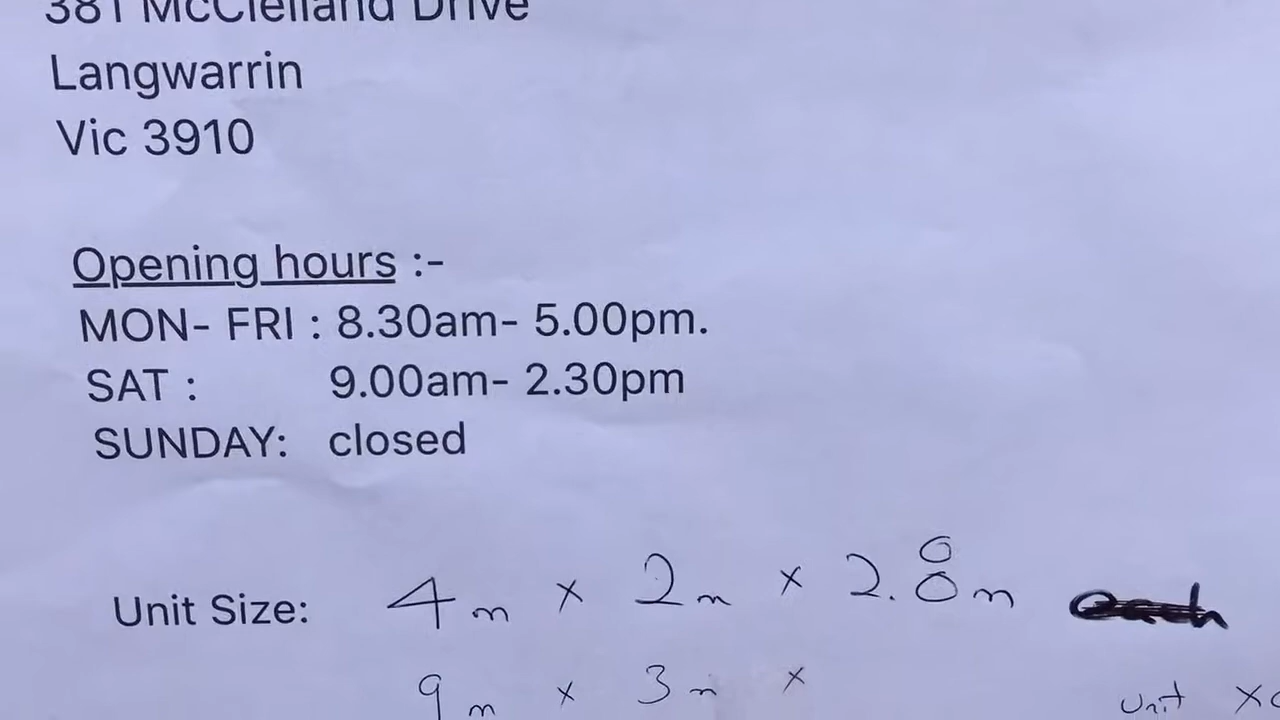 381 McClelland Drive
Langwarrin
Vic 3910
Opening hours :-
MON- FRI : 8.30am- 5.00pm.
SAT : 9.00am- 2.30pm
SUNDAY: closed
Unit Size: 4m x 2m x 2.8m
9m x 3m x
unit